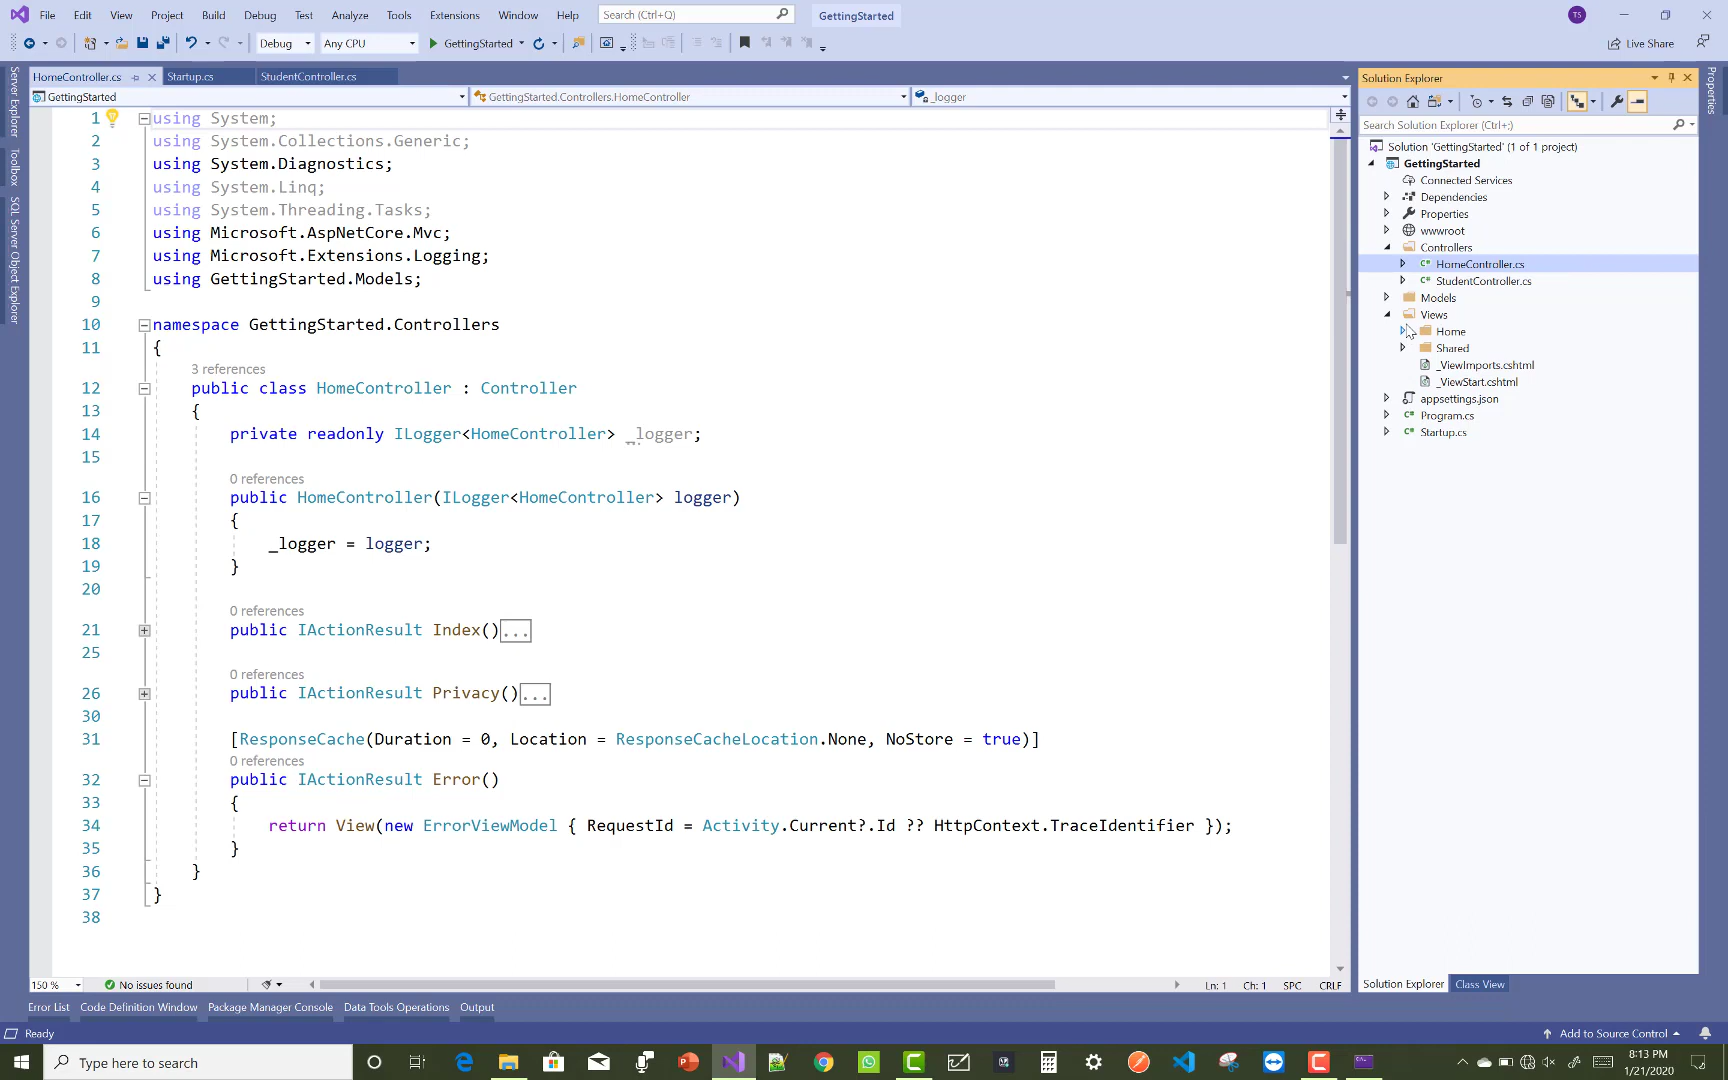 File Edit View Project Build Debug Test Analyze Tools Extensions Window Help Search (Ctrl+Q) GettingStarted TS
Debug Any CPU GettingStarted Live Share
HomeController.cs Startup.cs StudentController.cs
GettingStarted GettingStarted.Controllers.HomeController _logger
Server Explorer
Toolbox
SQL Server Object Explorer
1 using System;
2 using System.Collections.Generic;
3 using System.Diagnostics;
4 using System.Linq;
5 using System.Threading.Tasks;
6 using Microsoft.AspNetCore.Mvc;
7 using Microsoft.Extensions.Logging;
8 using GettingStarted.Models;
9
10 namespace GettingStarted.Controllers
11 {
3 references
12 public class HomeController : Controller
13 {
14 private readonly ILogger<HomeController> _logger;
15
0 references
16 public HomeController(ILogger<HomeController> logger)
17 {
18 _logger = logger;
19 }
20
0 references
21 public IActionResult Index()...
25
0 references
26 public IActionResult Privacy()...
30
31 [ResponseCache(Duration = 0, Location = ResponseCacheLocation.None, NoStore = true)]
0 references
32 public IActionResult Error()
33 {
34 return View(new ErrorViewModel { RequestId = Activity.Current?.Id ?? HttpContext.TraceIdentifier });
35 }
36 }
37 }
38
150 % No issues found Ln: 1 Ch: 1 SPC CRLF
Error List Code Definition Window Package Manager Console Data Tools Operations Output
Solution Explorer
Search Solution Explorer (Ctrl+;)
Solution 'GettingStarted' (1 of 1 project)
GettingStarted
Connected Services
Dependencies
Properties
wwwroot
Controllers
C# HomeController.cs
C# StudentController.cs
Models
Views
Home
Shared
_ViewImports.cshtml
_ViewStart.cshtml
appsettings.json
C# Program.cs
C# Startup.cs
Solution Explorer Class View
Properties
Ready Add to Source Control
Type here to search
8:13 PM
1/21/2020